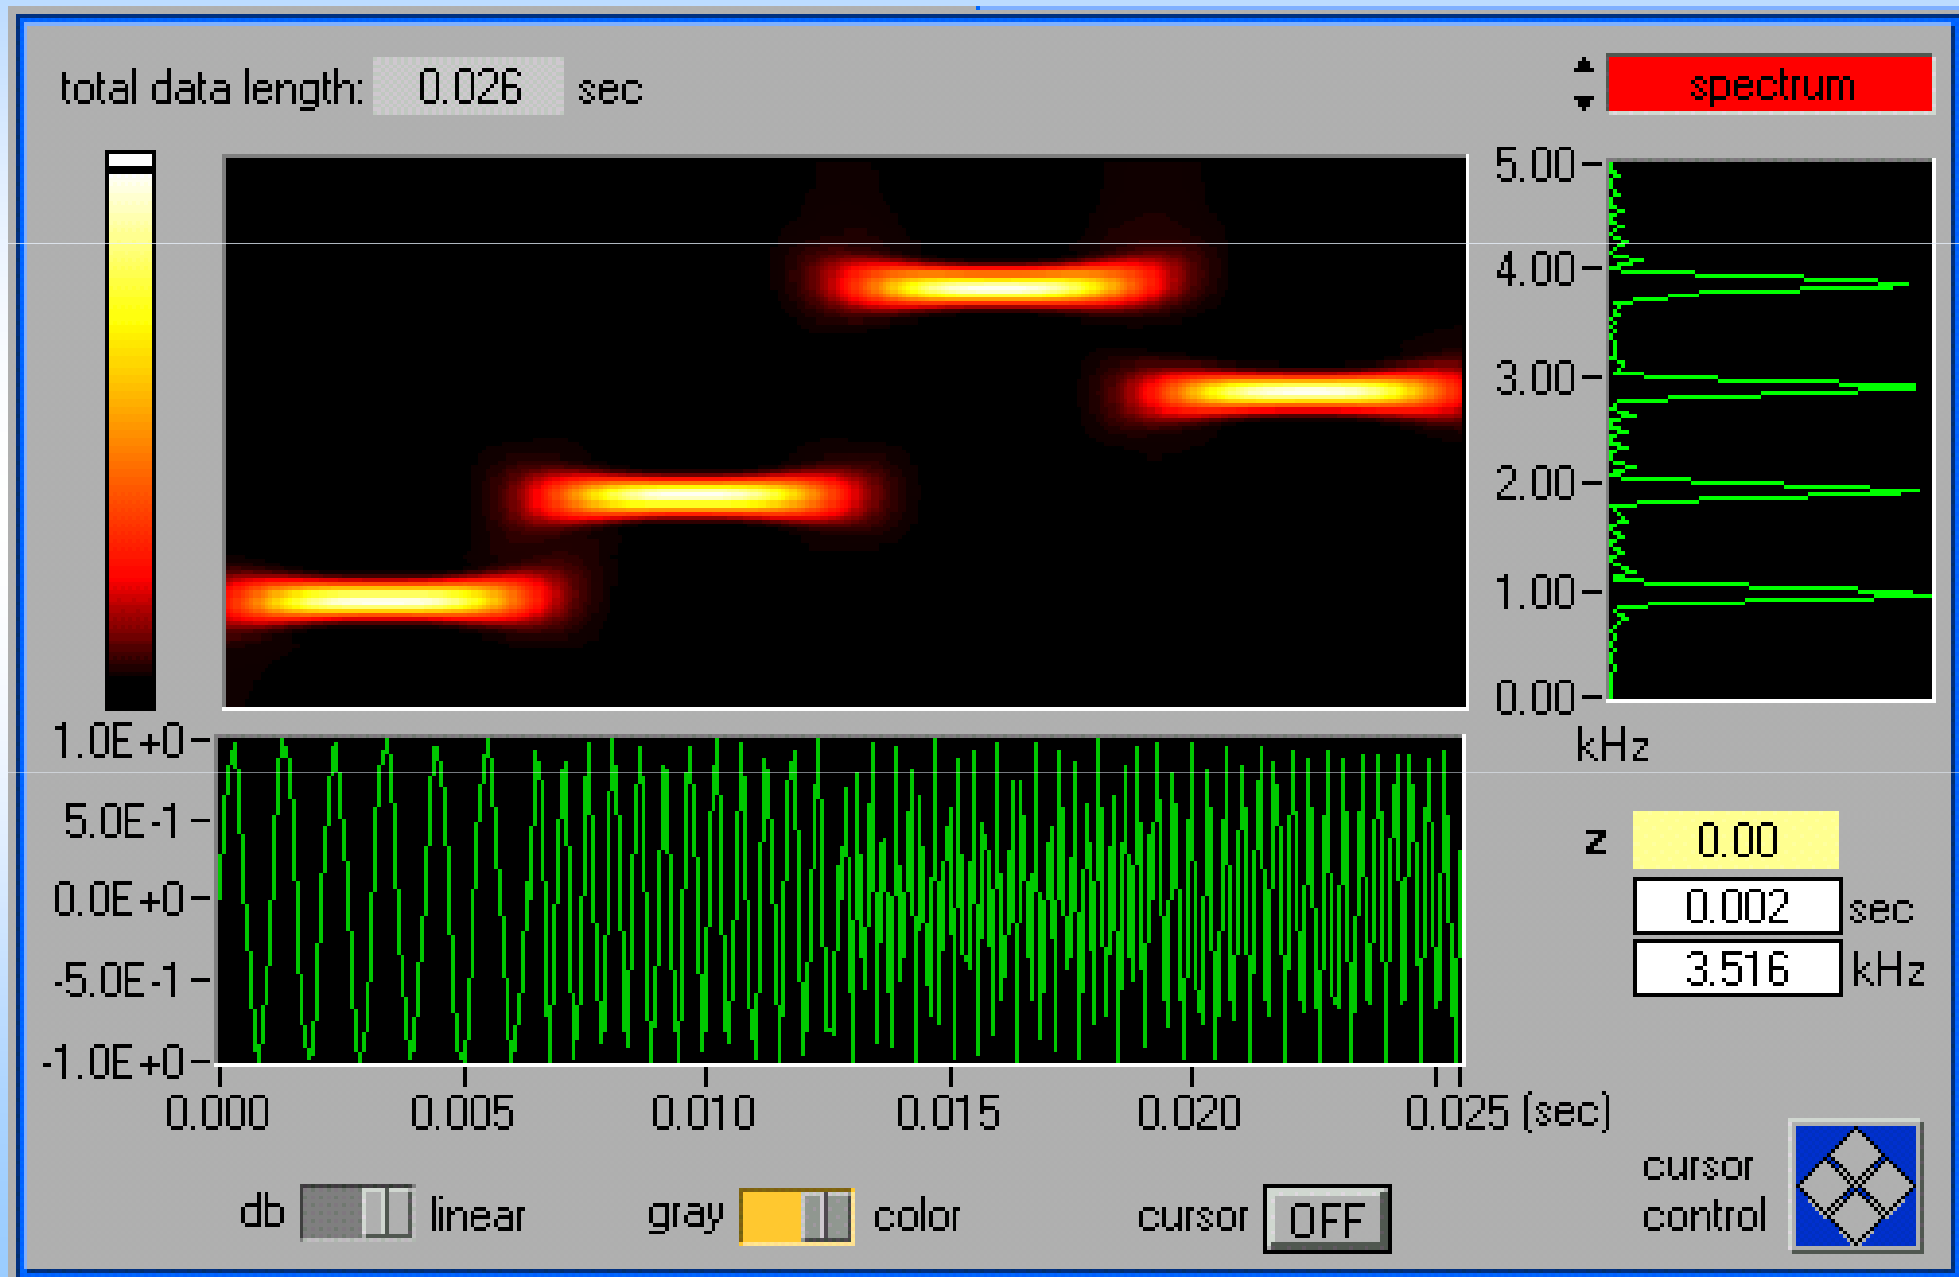 total data length: 0.026 sec
spectrum
5.00
4.00
3.00
2.00
1.00
0.00
kHz
1.0E+0
5.0E-1
0.0E+0
-5.0E-1
-1.0E+0
0.000 0.005 0.010 0.015 0.020 0.025 (sec)
z 0.00
0.002 sec
3.516 kHz
db linear gray color cursor OFF
cursor
control